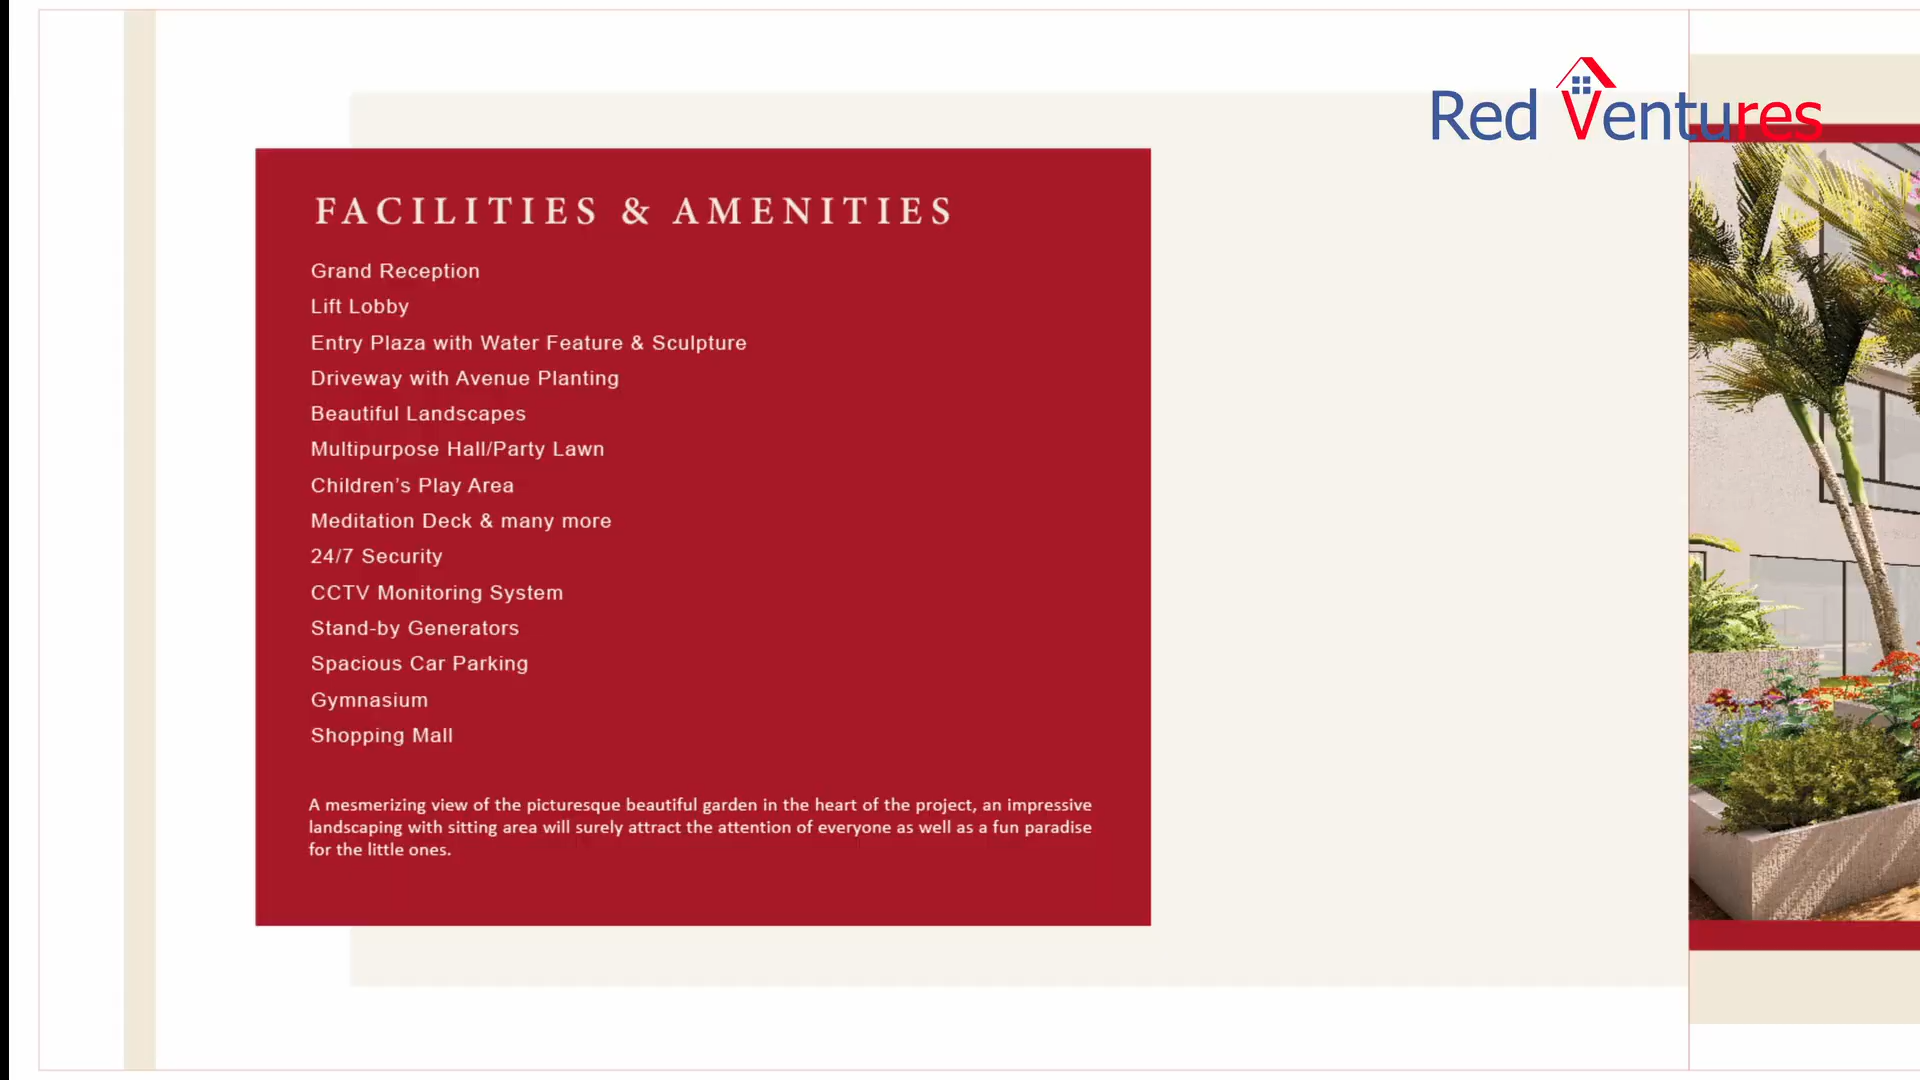 Red Ventures
FACILITIES & AMENITIES
Grand Reception
Lift Lobby
Entry Plaza with Water Feature & Sculpture
Driveway with Avenue Planting
Beautiful Landscapes
Multipurpose Hall/Party Lawn
Children’s Play Area
Meditation Deck & many more
24/7 Security
CCTV Monitoring System
Stand-by Generators
Spacious Car Parking
Gymnasium
Shopping Mall
A mesmerizing view of the picturesque beautiful garden in the heart of the project, an impressive
landscaping with sitting area will surely attract the attention of everyone as well as a fun paradise
for the little ones.